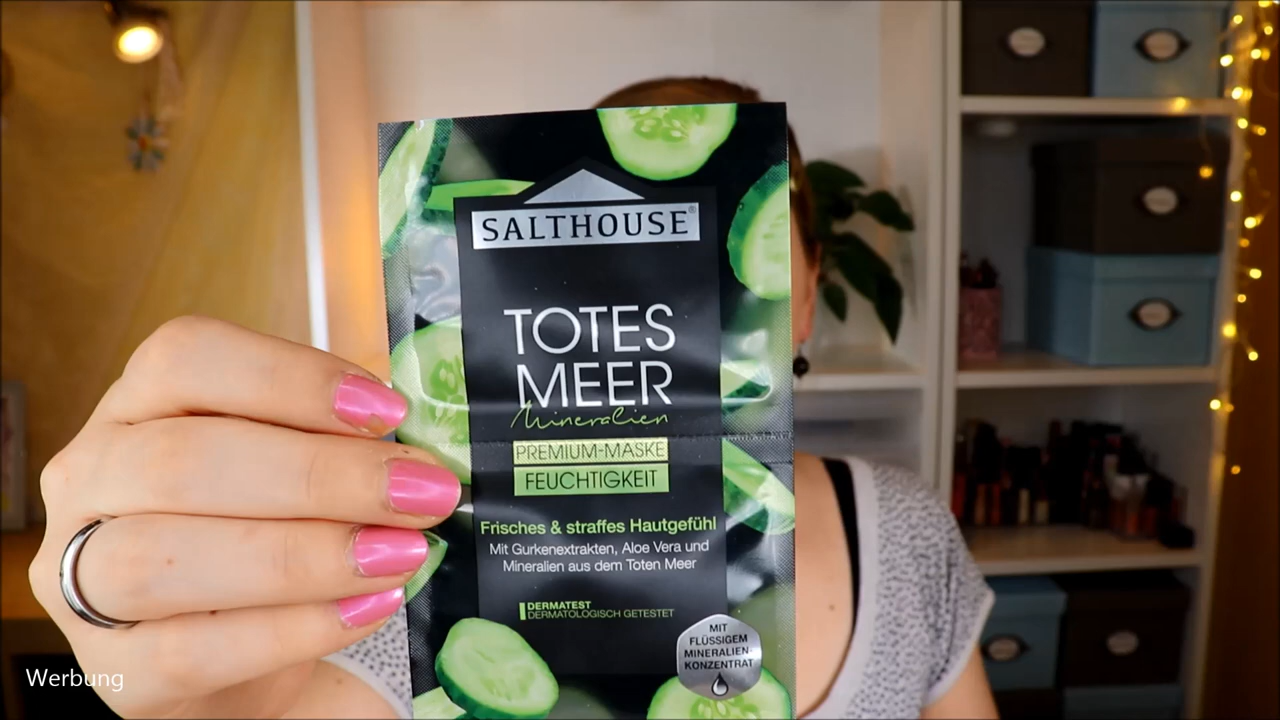 SALTHOUSE®
TOTES
MEER
Mineralien
PREMIUM-MASKE
FEUCHTIGKEIT
Frisches & straffes Hautgefühl
Mit Gurkenextrakten, Aloe Vera und
Mineralien aus dem Toten Meer
DERMATEST
DERMATOLOGISCH GETESTET
MIT
FLÜSSIGEM
MINERALIEN-
KONZENTRAT
Werbung